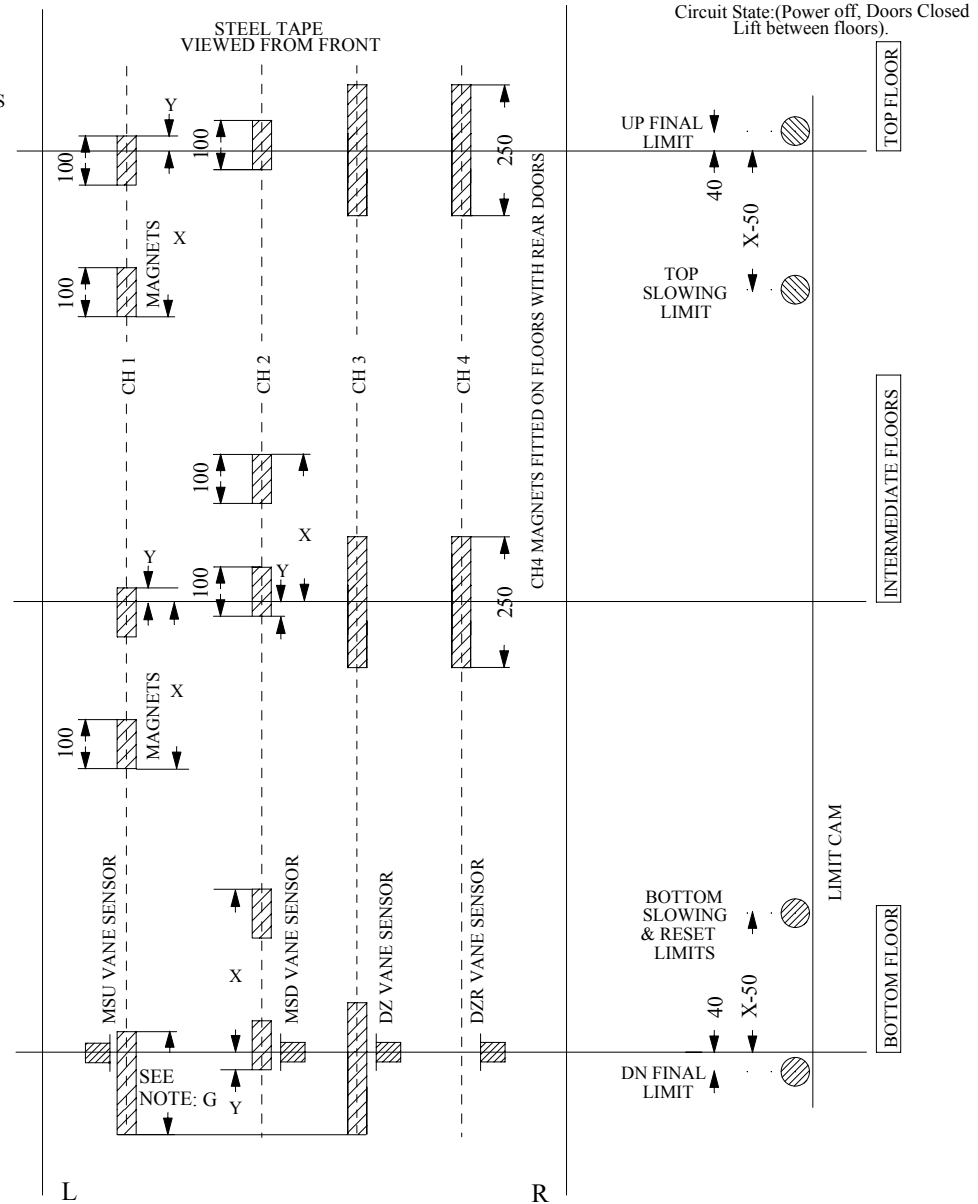 Circuit State:(Power off, Doors Closed
Lift between floors).
STEEL TAPE
VIEWED FROM FRONT
S
Y
100
100
250
UP FINAL
LIMIT
40
X-50
TOP FLOOR
X
MAGNETS
100
TOP
SLOWING
LIMIT
CH4 MAGNETS FITTED ON FLOORS WITH REAR DOORS
CH 1
CH 2
CH 3
CH 4
INTERMEDIATE FLOORS
100
X
Y
100
Y
250
X
MAGNETS
100
LIMIT CAM
MSU VANE SENSOR
MSD VANE SENSOR
DZ VANE SENSOR
DZR VANE SENSOR
BOTTOM
SLOWING
& RESET
LIMITS
X
40
X-50
BOTTOM FLOOR
SEE
NOTE: G
Y
DN FINAL
LIMIT
L
R